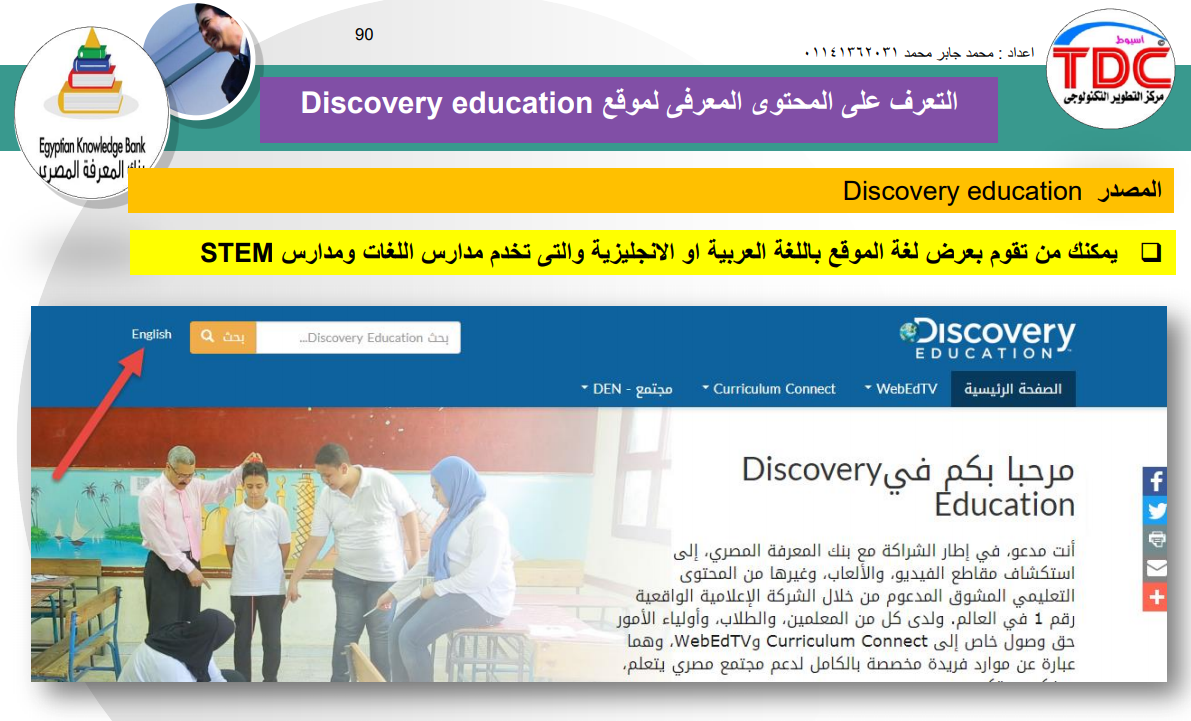 90
اعداد : محمد جابر محمد ٠١١٤١٣٦٢٠٣١
اسيوط
TDC
مركز التطوير التكنولوجى
Egyptian Knowledge Bank
بنك المعرفة المصري
التعرف على المحتوى المعرفى لموقع Discovery education
المصدر Discovery education
❑ يمكنك من تقوم بعرض لغة الموقع باللغة العربية او الانجليزية والتى تخدم مدارس اللغات ومدارس STEM
DISCOVERY
EDUCATION
بحث Discovery Education...
بحث
English
الصفحة الرئيسية
WebEdTV
Curriculum Connect
مجتمع - DEN
مرحبا بكم في Discovery
Education
أنت مدعو، في إطار الشراكة مع بنك المعرفة المصري، إلى
استكشاف مقاطع الفيديو، والألعاب، وغيرها من المحتوى
التعليمي المشوق المدعوم من خلال الشركة الإعلامية الواقعية
رقم 1 في العالم. ولدى كل من المعلمين، والطلاب، وأولياء الأمور
حق وصول خاص إلى Curriculum Connect وWebEdTV، وهما
عبارة عن موارد فريدة مخصصة بالكامل لدعم مجتمع مصري يتعلم،